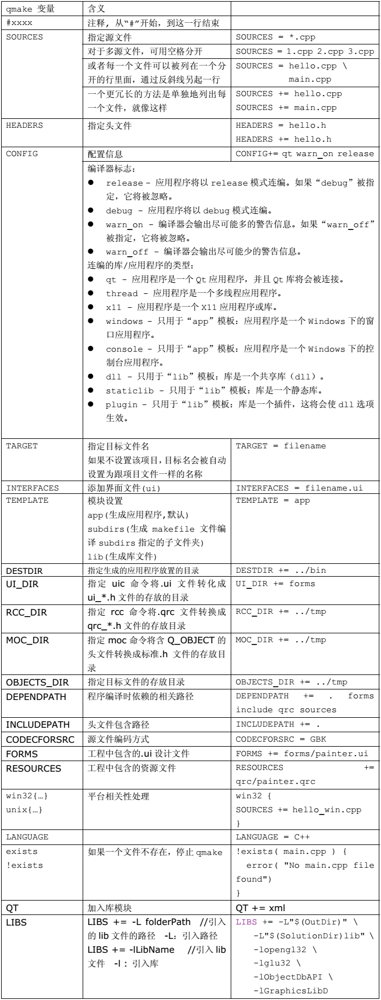 qmake 变量 含义
#xxxx 注释, 从“#”开始, 到这一行结束
SOURCES 指定源文件 SOURCES = *.cpp
对于多源文件, 可用空格分开 SOURCES = 1.cpp 2.cpp 3.cpp
或者每一个文件可以被列在一个分 SOURCES = hello.cpp \
开的行里面, 通过反斜线另起一行 main.cpp
一个更冗长的方法是单独地列出每 SOURCES += hello.cpp
一个文件, 就像这样 SOURCES += main.cpp
HEADERS 指定头文件 HEADERS = hello.h
HEADERS += hello.h
CONFIG 配置信息 CONFIG+= qt warn_on release
编译器标志:
● release - 应用程序将以 release 模式连编。如果“debug”被指
定, 它将被忽略。
● debug - 应用程序将以 debug 模式连编。
● warn_on - 编译器会输出尽可能多的警告信息。如果“warn_off”
被指定, 它将被忽略。
● warn_off - 编译器会输出尽可能少的警告信息。
连编的库/应用程序的类型:
● qt - 应用程序是一个 Qt 应用程序, 并且 Qt 库将会被连接。
● thread - 应用程序是一个多线程应用程序。
● x11 - 应用程序是一个 X11 应用程序或库。
● windows - 只用于“app”模板: 应用程序是一个 Windows 下的窗
口应用程序。
● console - 只用于“app”模板: 应用程序是一个 Windows 下的控
制台应用程序。
● dll - 只用于“lib”模板: 库是一个共享库（dll）。
● staticlib - 只用于“lib”模板: 库是一个静态库。
● plugin - 只用于“lib”模板: 库是一个插件, 这将会使 dll 选项
生效。
TARGET 指定目标文件名 TARGET = filename
如果不设置该项目, 目标名会被自动
设置为跟项目文件一样的名称
INTERFACES 添加界面文件(ui) INTERFACES = filename.ui
TEMPLATE 模块设置 TEMPLATE = app
app(生成应用程序,默认)
subdirs(生成 makefile 文件编
译 subdirs 指定的子文件夹)
lib(生成库文件)
DESTDIR 指定生成的应用程序放置的目录 DESTDIR += ../bin
UI_DIR 指定 uic 命令将.ui 文件转化成 UI_DIR += forms
ui_*.h 文件的存放的目录
RCC_DIR 指定 rcc 命令将.qrc 文件转换成 RCC_DIR += ../tmp
qrc_*.h 文件的存放目录
MOC_DIR 指定 moc 命令将含 Q_OBJECT 的 MOC_DIR += ../tmp
头文件转换成标准.h 文件的存放目
录
OBJECTS_DIR 指定目标文件的存放目录 OBJECTS_DIR += ../tmp
DEPENDPATH 程序编译时依赖的相关路径 DEPENDPATH += . forms
include qrc sources
INCLUDEPATH 头文件包含路径 INCLUDEPATH += .
CODECFORSRC 源文件编码方式 CODECFORSRC = GBK
FORMS 工程中包含的.ui 设计文件 FORMS += forms/painter.ui
RESOURCES 工程中包含的资源文件 RESOURCES +=
qrc/painter.qrc
win32{…} 平台相关性处理 win32 {
unix{…} SOURCES += hello_win.cpp
}
LANGUAGE LANGUAGE = C++
exists 如果一个文件不存在, 停止 qmake !exists( main.cpp ) {
!exists error( "No main.cpp file
found")
}
QT 加入库模块 QT += xml
LIBS LIBS += -L folderPath //引入 LIBS += -L"$(OutDir)" \
的 lib 文件的路径 -L: 引入路径 -L"$(SolutionDir)lib" \
LIBS += -lLibName //引入 lib -lopengl32 \
文件 -l : 引入库 -lglu32 \
-lObjectDbAPI \
-lGraphicsLibD